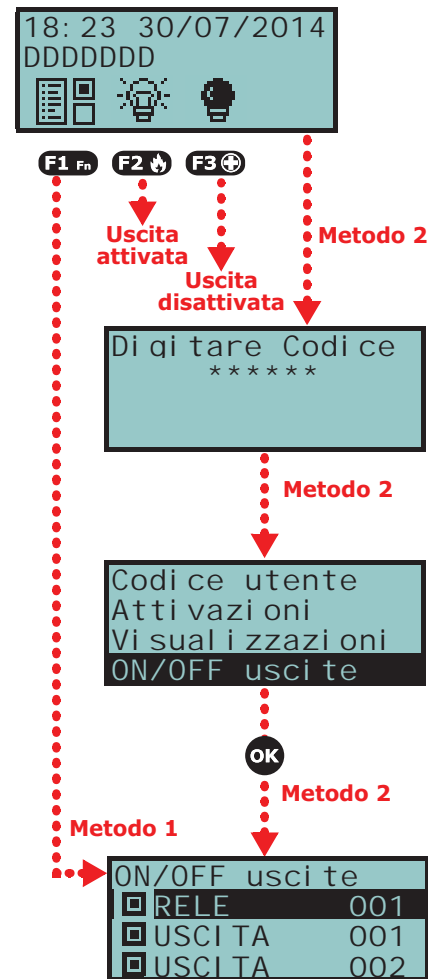 18:23 30/07/2014
DDDDDDD
F1 Fn F2 F3
Uscita
attivata
Metodo 2
Uscita
disattivata
Digitare Codice
******
Metodo 2
Codice utente
Attivazioni
Visualizzazioni
ON/OFF uscite
OK
Metodo 2
Metodo 1
ON/OFF uscite
RELE 001
USCITA 001
USCITA 002